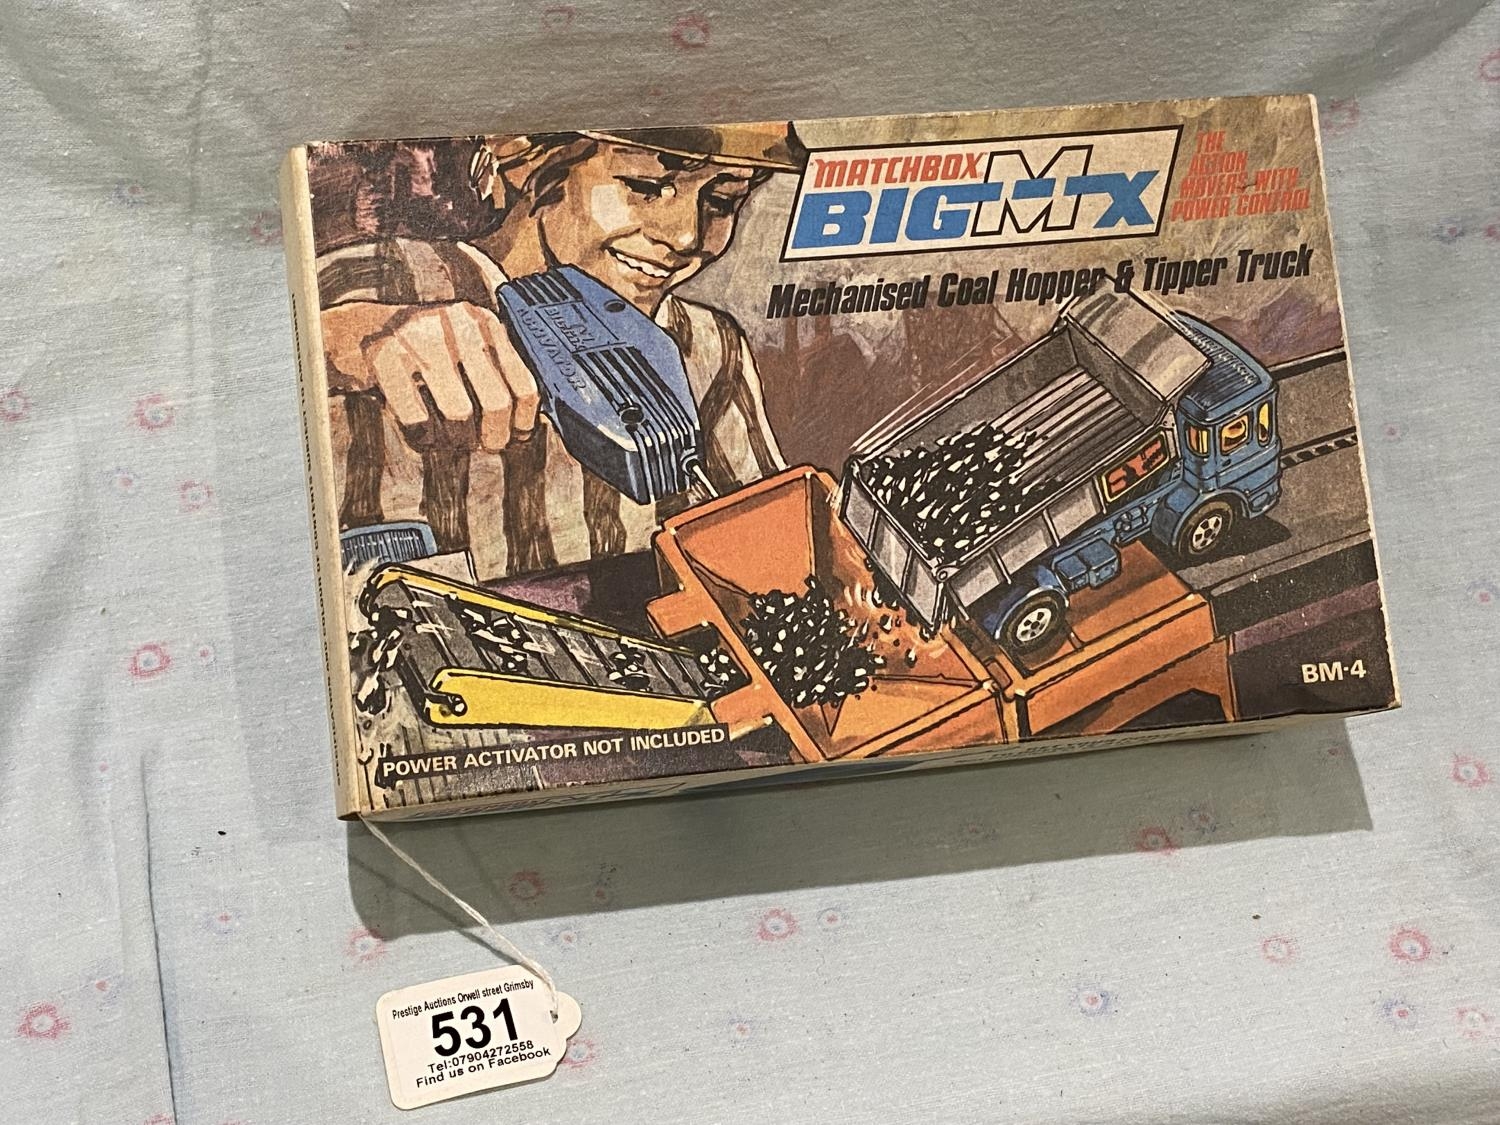 "MATCHBOX"
BIG MX
THE
ACTION
MOVERS WITH
POWER CONTROL
Mechanised Coal Hopper & Tipper Truck
BIG MX
ACTIVATOR
BM-4
POWER ACTIVATOR NOT INCLUDED
Prestige Auctions Orwell street Grimsby
531
Tel:07904272558
Find us on Facebook